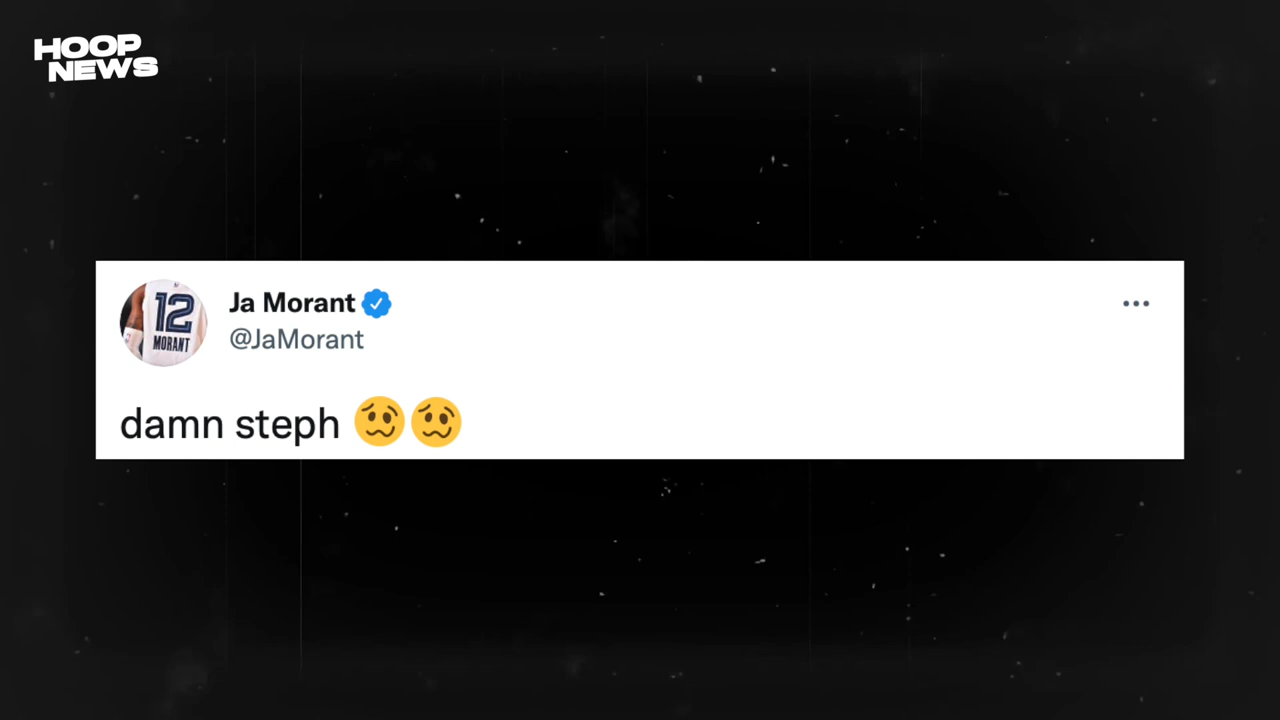 HOOP
NEWS
12
MORANT
Ja Morant
@JaMorant
damn steph 🥴🥴